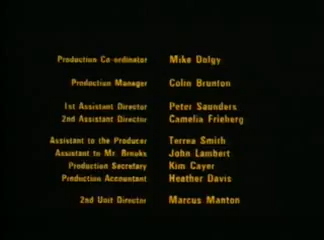 Production Co-ordinator Mike Dolgy
Production Manager Colin Brunton
1st Assistant Director Peter Saunders
2nd Assistant Director Camelia Frieberg
Assistant to the Producer Terrea Smith
Assistant to Mr. Brooks John Lambert
Production Secretary Kim Cayer
Production Accountant Heather Davis
2nd Unit Director Marcus Manton